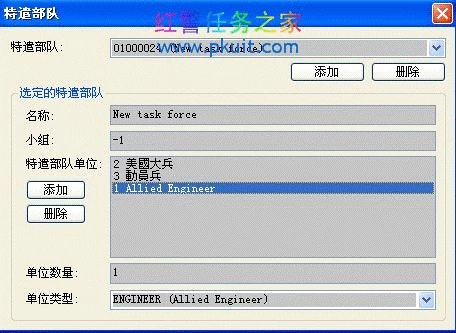 特遣部队
红警任务之家
特遣部队: 01000024 (New task force)
www.pkeit.com
添加 删除
选定的特遣部队
名称: New task force
小组: -1
特遣部队单位: 2 美國大兵
3 動員兵
添加 1 Allied Engineer
删除
单位数量: 1
单位类型: ENGINEER (Allied Engineer)